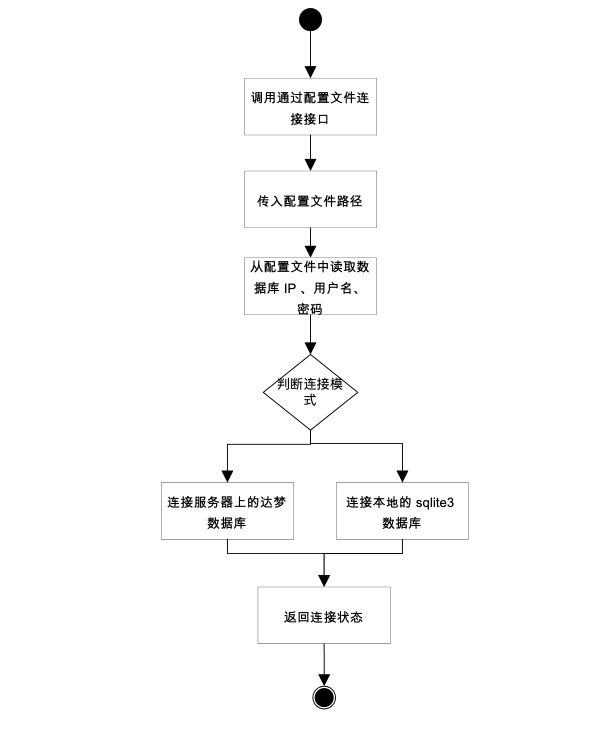 调用通过配置文件连
接接口
传入配置文件路径
从配置文件中读取数
据库 IP 、用户名、
密码
判断连接模
式
连接服务器上的达梦
数据库
连接本地的 sqlite3
数据库
返回连接状态